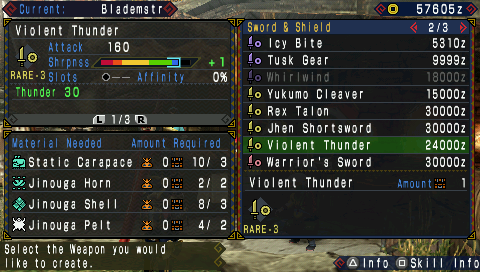 Current: Blademstr
57605z
Violent Thunder
Attack 160
Shrpnss +1
RARE-3 Slots ●—— Affinity 0%
Thunder 30
L 1/3 R
Material Needed Amount Required
Static Carapace 0 10/ 3
Jinouga Horn 0 2/ 2
Jinouga Shell 0 8/ 3
Jinouga Pelt 0 4/ 2
Select the Weapon you would
like to create.
Sword & Shield 2/3
Icy Bite 5310z
Tusk Gear 9999z
Whirlwind 18000z
Yukumo Cleaver 15000z
Rex Talon 30000z
Jhen Shortsword 30000z
Violent Thunder 24000z
Warrior's Sword 30000z
Violent Thunder Amount 1
RARE-3
△ Info □ Skill Info